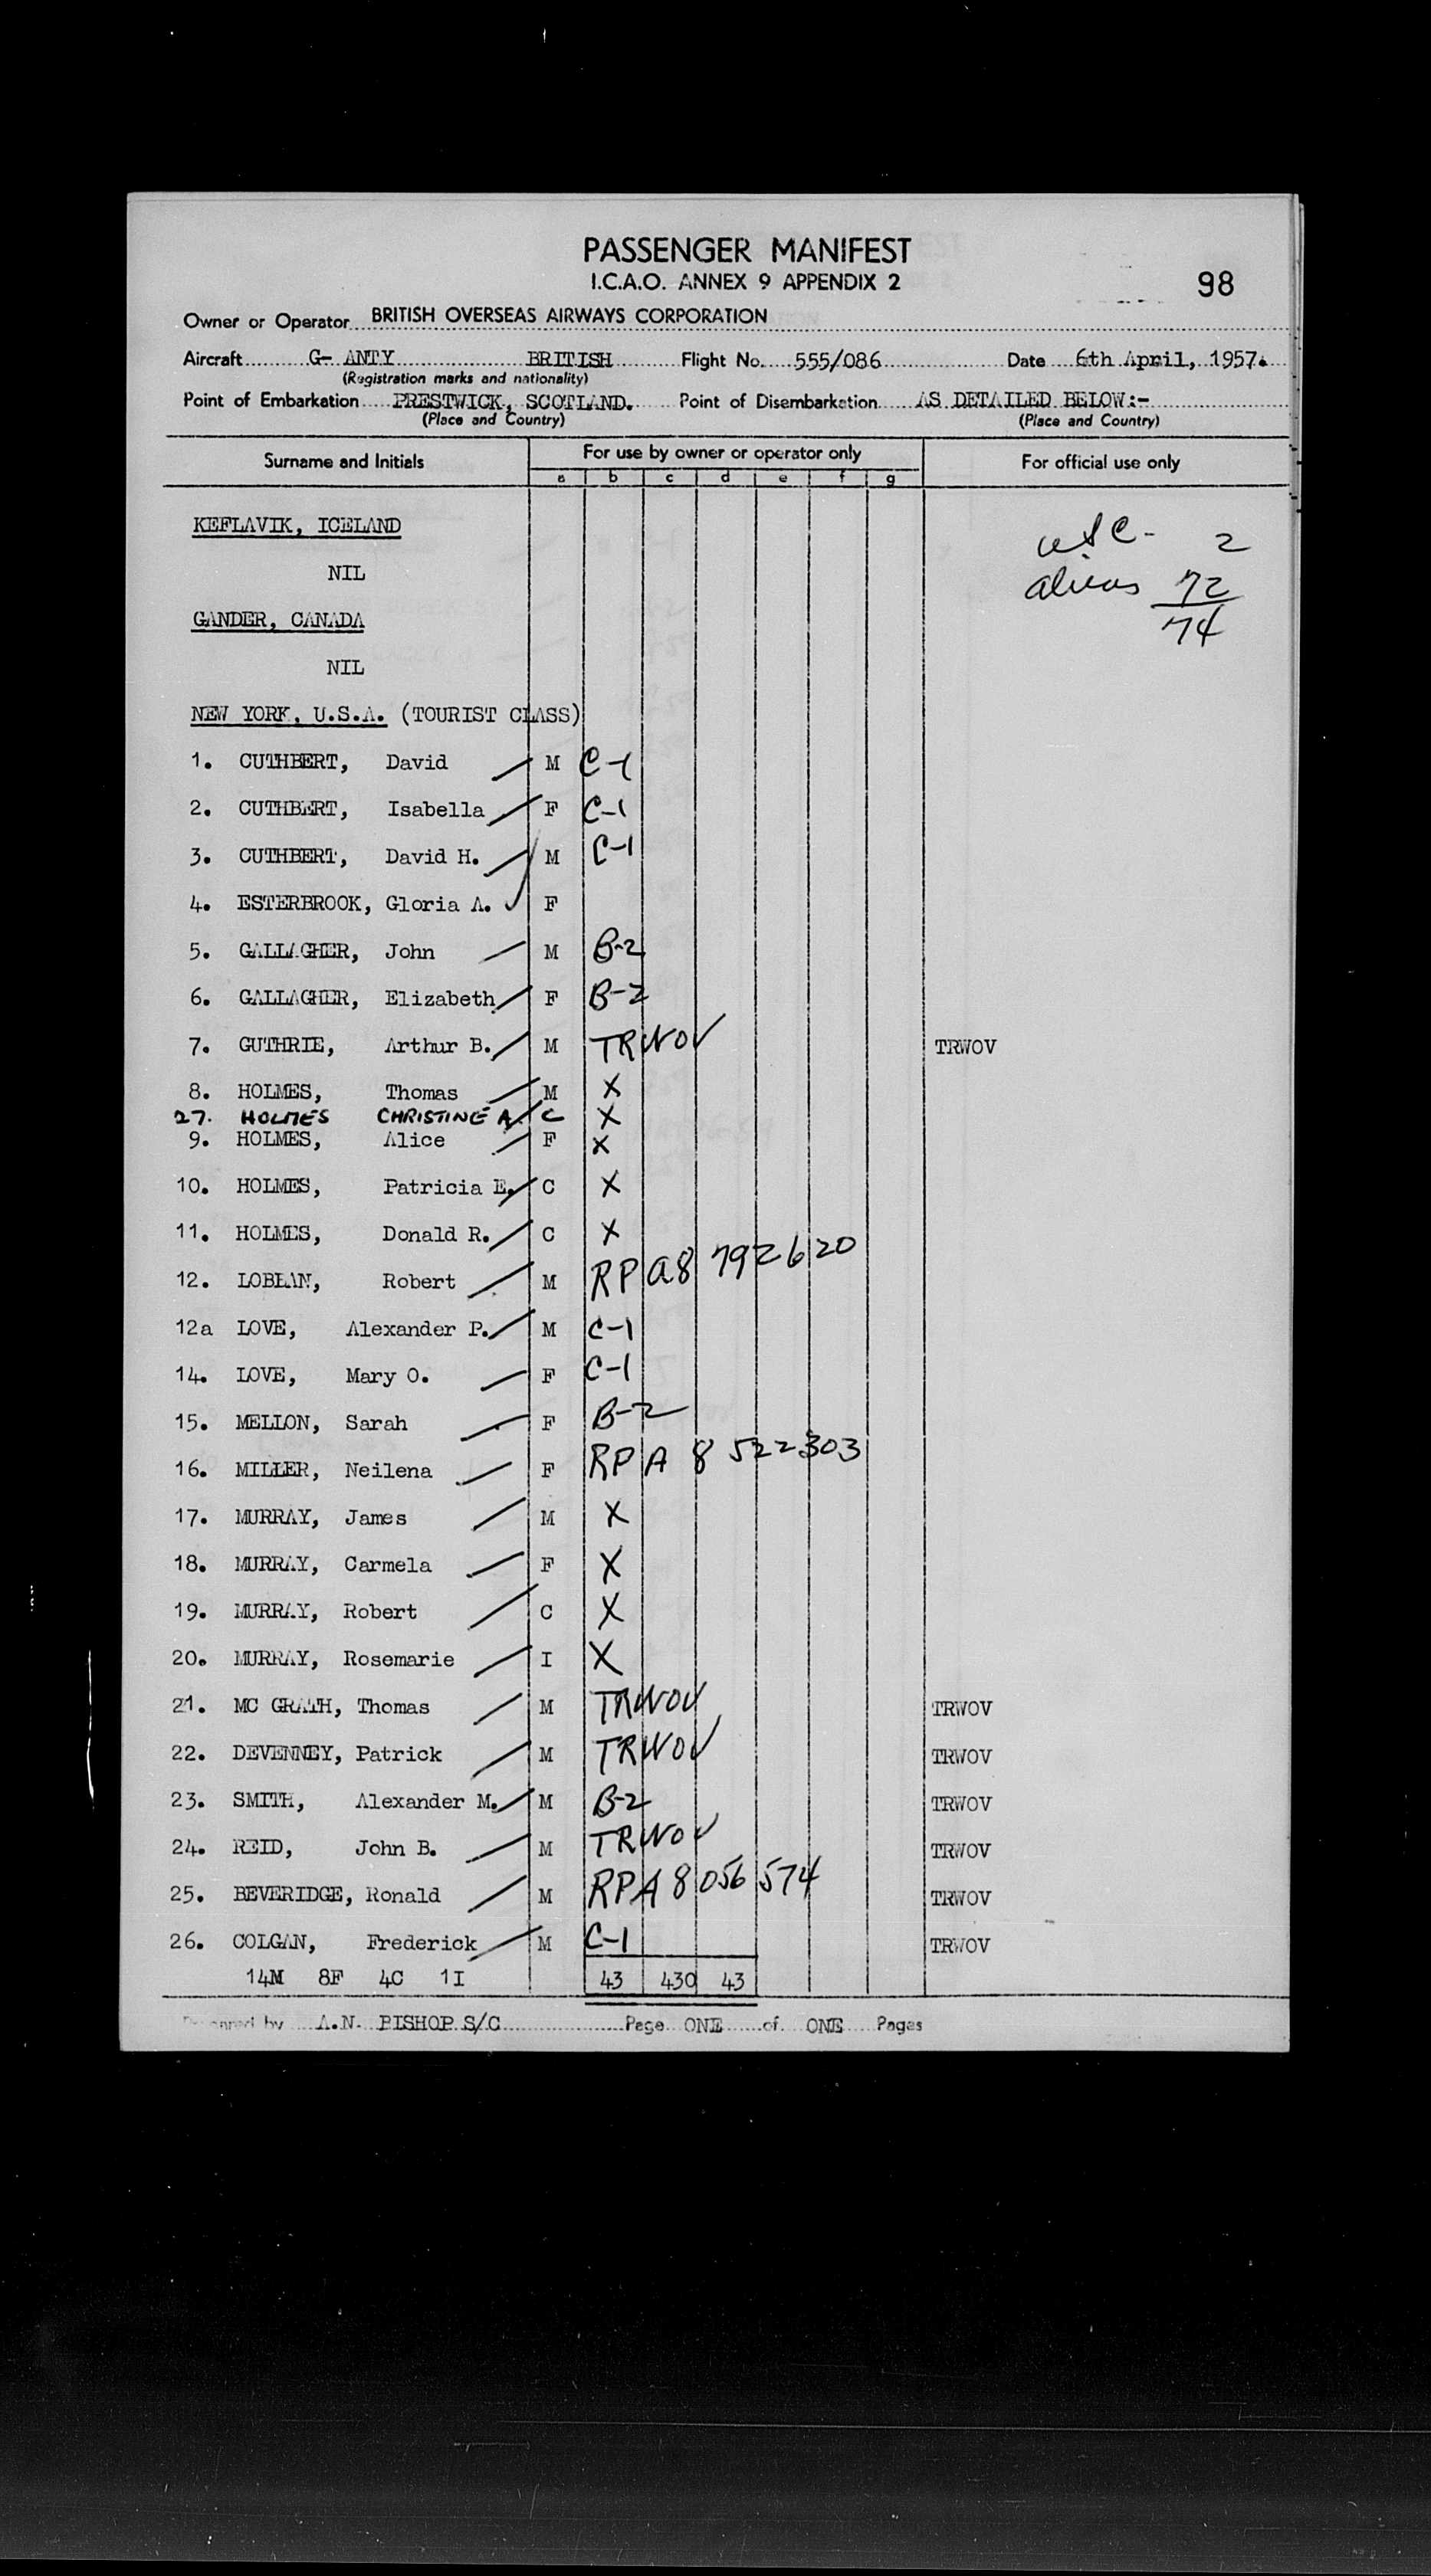 PASSENGER MANIFEST
I.C.A.O. ANNEX 9 APPENDIX 2
98
Owner or Operator BRITISH OVERSEAS AIRWAYS CORPORATION
Aircraft G- ANTY BRITISH Flight No. 555/086 Date 6th April, 1957.
(Registration marks and nationality)
Point of Embarkation PRESTWICK, SCOTLAND. Point of Disembarkation AS DETAILED BELOW:-
(Place and Country) (Place and Country)
Surname and Initials For use by owner or operator only For official use only
a b c d e f g
KEFLAVIK, ICELAND USC- 2
NIL aliens 72
GANDER, CANADA 74
NIL
NEW YORK, U.S.A. (TOURIST CLASS)
1. CUTHBERT, David M C-1
2. CUTHBERT, Isabella F C-1
3. CUTHBERT, David H. M C-1
4. ESTERBROOK, Gloria A. F
5. GALLAGHER, John M B-2
6. GALLAGHER, Elizabeth F B-2
7. GUTHRIE, Arthur B. M TRWOV TRWOV
8. HOLMES, Thomas M X
27. HOLMES CHRISTINE A. C X
9. HOLMES, Alice F X
10. HOLMES, Patricia E. C X
11. HOLMES, Donald R. C X
12. LOBLAN, Robert M RP A8 792620
12a LOVE, Alexander P. M C-1
14. LOVE, Mary O. F C-1
15. MELLON, Sarah F B-2
16. MILLER, Neilena F RP A 8 522303
17. MURRAY, James M X
18. MURRAY, Carmela F X
19. MURRAY, Robert C X
20. MURRAY, Rosemarie I X
21. MC GRATH, Thomas M TRWOV TRWOV
22. DEVENNEY, Patrick M TRWOV TRWOV
23. SMITH, Alexander M. M B-2 TRWOV
24. REID, John B. M TRWOV TRWOV
25. BEVERIDGE, Ronald M RPA 8 056 574 TRWOV
26. COLGAN, Frederick M C-1 TRWOV
14M 8F 4C 1I 43 430 43
Prepared by A.N. BISHOP S/C Page ONE of ONE Pages